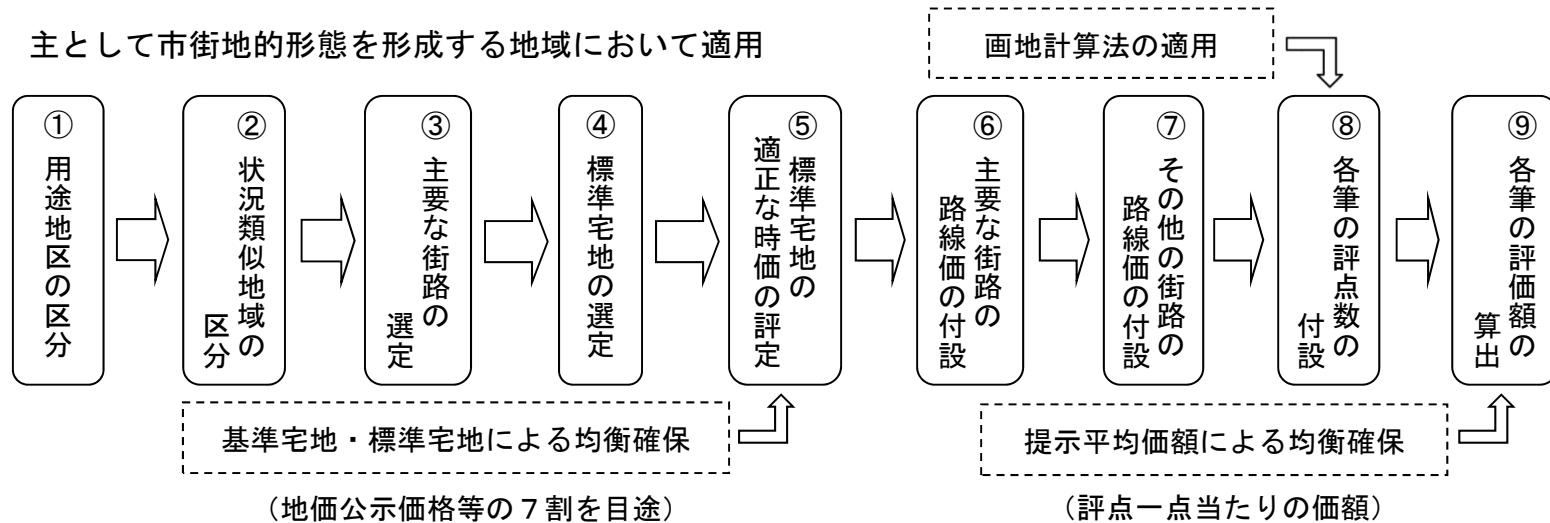 主として市街地的形態を形成する地域において適用
画地計算法の適用
①
用途地区の区分
②
状況類似地域の
区分
③
主要な街路の
選定
④
標準宅地の選定
⑤
標準宅地の
適正な時価の評定
⑥
主要な街路の
路線価の付設
⑦
その他の街路の
路線価の付設
⑧
各筆の評点数の
付設
⑨
各筆の評価額の
算出
基準宅地・標準宅地による均衡確保
提示平均価額による均衡確保
（地価公示価格等の７割を目途）
（評点一点当たりの価額）